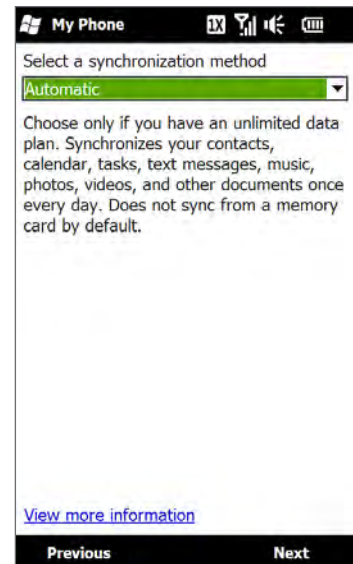 My Phone 1X
Select a synchronization method
Automatic
Choose only if you have an unlimited data
plan. Synchronizes your contacts,
calendar, tasks, text messages, music,
photos, videos, and other documents once
every day. Does not sync from a memory
card by default.
View more information
Previous Next